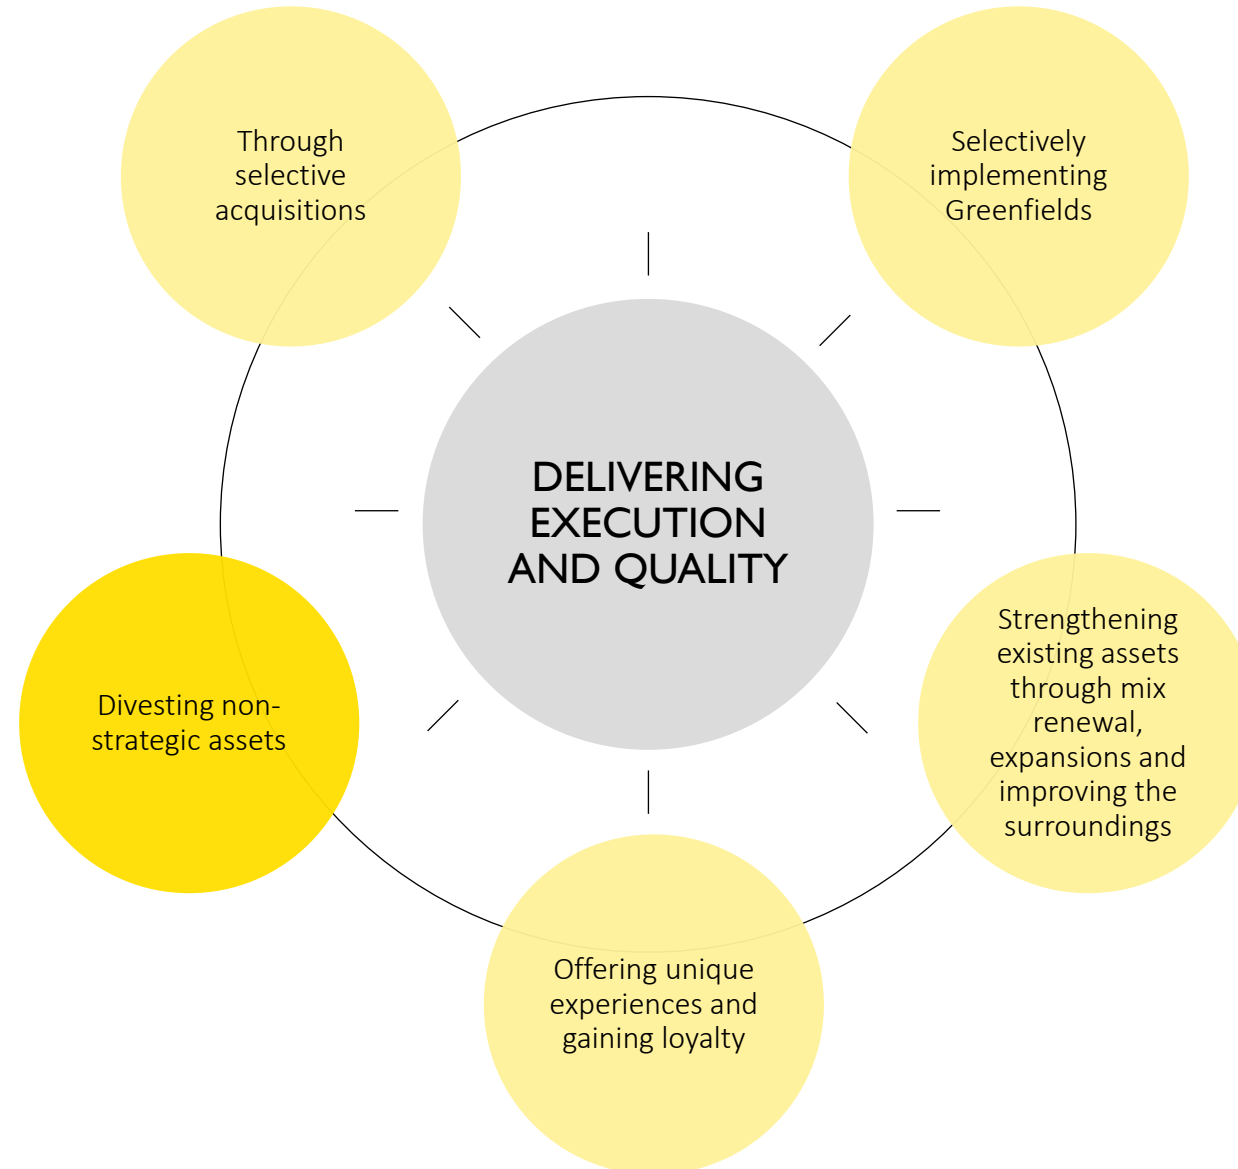 Through
selective
acquisitions
Selectively
implementing
Greenfields
DELIVERING
EXECUTION
AND QUALITY
Strengthening
existing assets
through mix
renewal,
expansions and
improving the
surroundings
Divesting non-
strategic assets
Offering unique
experiences and
gaining loyalty